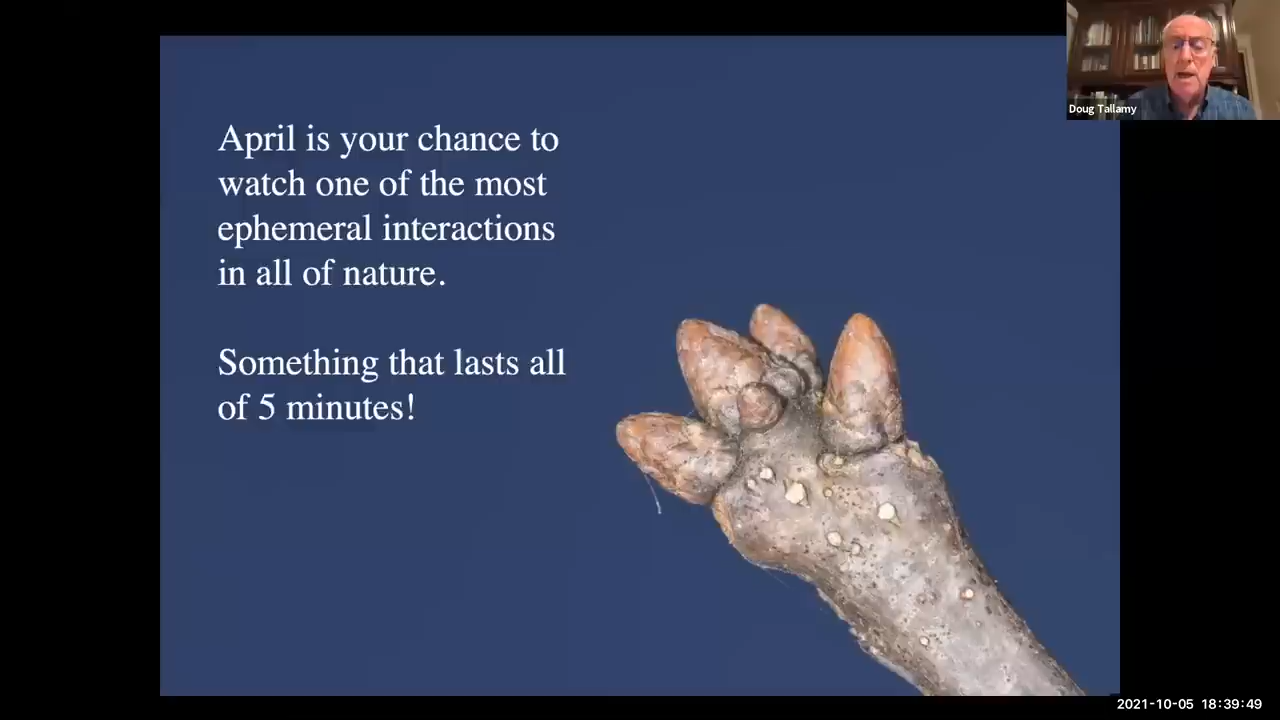 April is your chance to
watch one of the most
ephemeral interactions
in all of nature.
Something that lasts all
of 5 minutes!
Doug Tallamy
2021-10-05 18:39:49